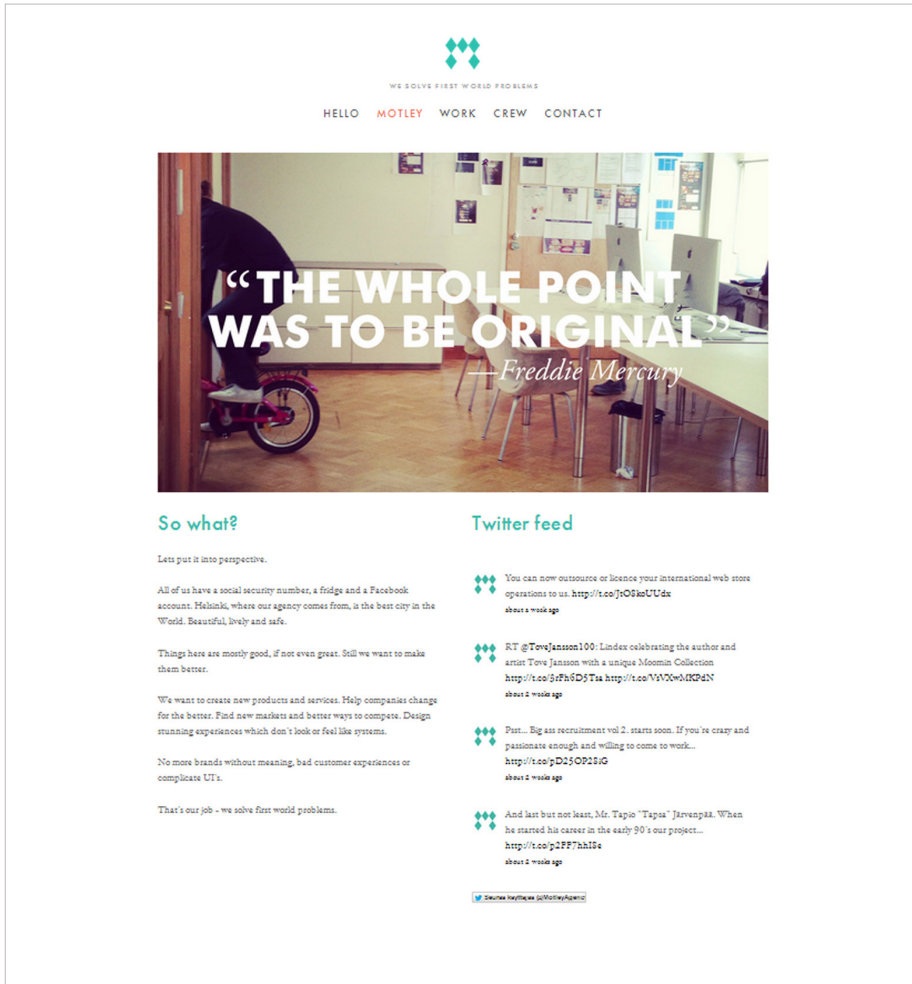 WE SOLVE FIRST WORLD PROBLEMS
HELLO MOTLEY WORK CREW CONTACT
“THE WHOLE POINT
WAS TO BE ORIGINAL”
—Freddie Mercury
So what?
Lets put it into perspective.
All of us have a social security number, a fridge and a Facebook
account. Helsinki, where our agency comes from, is the best city in the
World. Beautiful, lively and safe.
Things here are mostly good, if not even great. Still we want to make
them better.
We want to create new products and services. Help companies change
for the better. Find new markets and better ways to compete. Design
stunning experiences which don't look or feel like systems.
No more brands without meaning, bad customer experiences or
complicate UI's.
That's our job - we solve first world problems.
Twitter feed
You can now outsource or licence your international web store
operations to us. http://t.co/JtOSkoUUdx
about a week ago
RT @ToveJansson100: Lindex celebrating the author and
artist Tove Jansson with a unique Moomin Collection
http://t.co/5rFh6D5Tsa http://t.co/VsVXwMKPdN
about 2 weeks ago
Psst... Big ass recruitment vol 2. starts soon. If you're crazy and
passionate enough and willing to come to work...
http://t.co/pD25OP28iG
about 2 weeks ago
And last but not least, Mr. Tapio "Tapsa" Järvenpää. When
he started his career in the early 90's our project...
http://t.co/p2FF7hhI8e
about 2 weeks ago
Seuraa käyttäjää @MotleyAgency